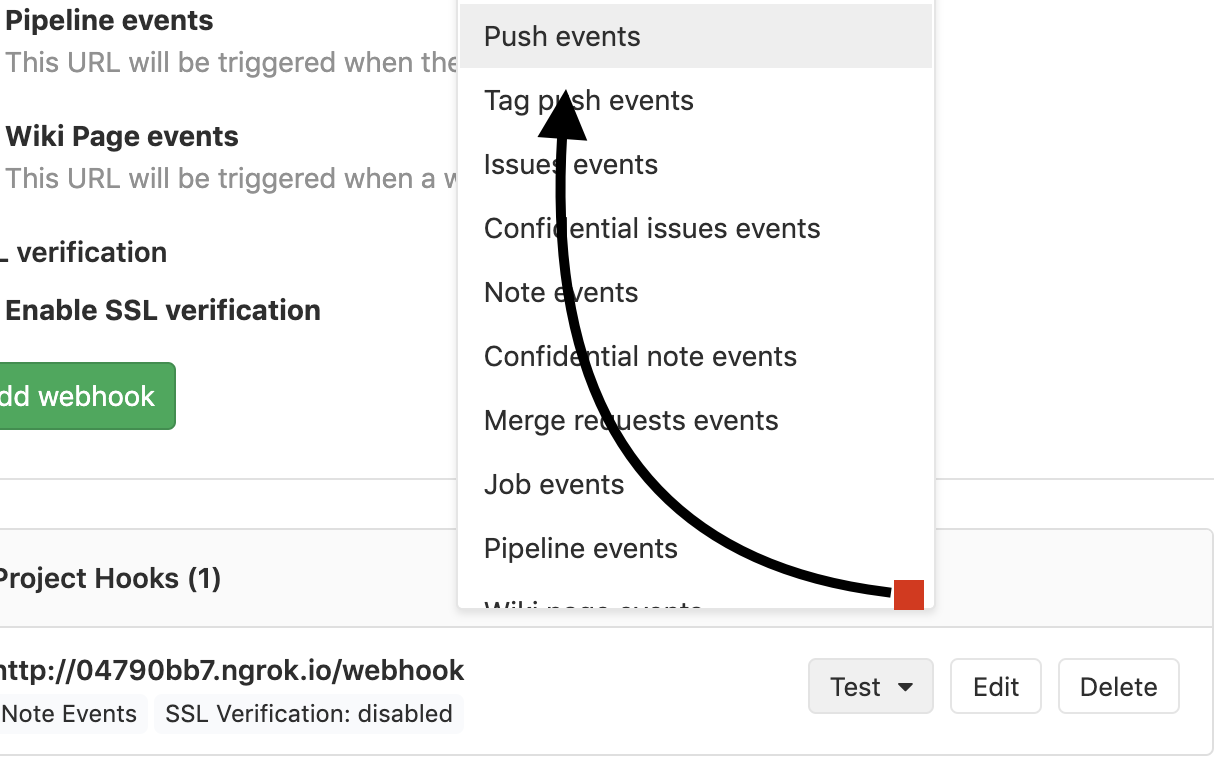 Pipeline events
This URL will be triggered when the
Wiki Page events
This URL will be triggered when a w
L verification
Enable SSL verification
dd webhook
Push events
Tag push events
Issues events
Confidential issues events
Note events
Confidential note events
Merge requests events
Job events
Pipeline events
Wiki page events
Project Hooks (1)
http://04790bb7.ngrok.io/webhook
Test Edit Delete
Note Events SSL Verification: disabled